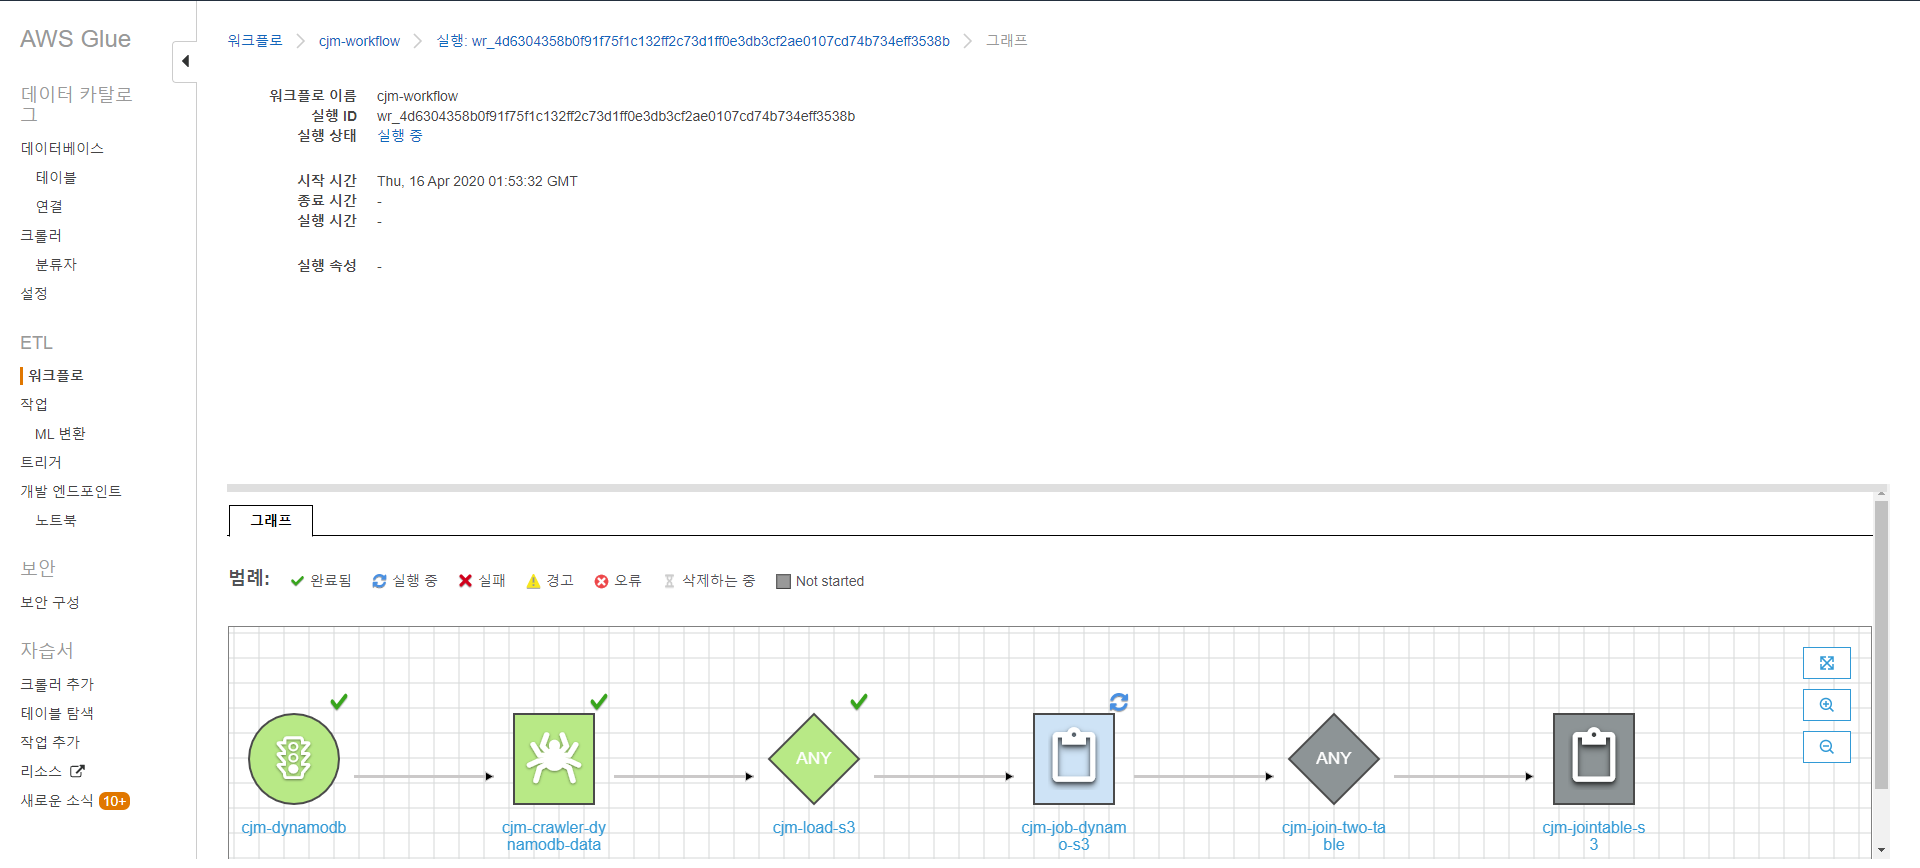 AWS Glue
데이터 카탈로
그
데이터베이스
테이블
연결
크롤러
분류자
설정
ETL
워크플로
작업
ML 변환
트리거
개발 엔드포인트
노트북
보안
보안 구성
자습서
크롤러 추가
테이블 탐색
작업 추가
리소스
새로운 소식 10+
워크플로 cjm-workflow 실행: wr_4d6304358b0f91f75f1c132ff2c73d1ff0e3db3cf2ae0107cd74b734eff3538b 그래프
워크플로 이름 cjm-workflow
실행 ID wr_4d6304358b0f91f75f1c132ff2c73d1ff0e3db3cf2ae0107cd74b734eff3538b
실행 상태 실행 중
시작 시간 Thu, 16 Apr 2020 01:53:32 GMT
종료 시간 -
실행 시간 -
실행 속성 -
그래프
범례: 완료됨 실행 중 실패 경고 오류 삭제하는 중 Not started
ANY ANY
cjm-dynamodb cjm-crawler-dy cjm-load-s3 cjm-job-dynam cjm-join-two-ta cjm-jointable-s
namodb-data o-s3 ble 3